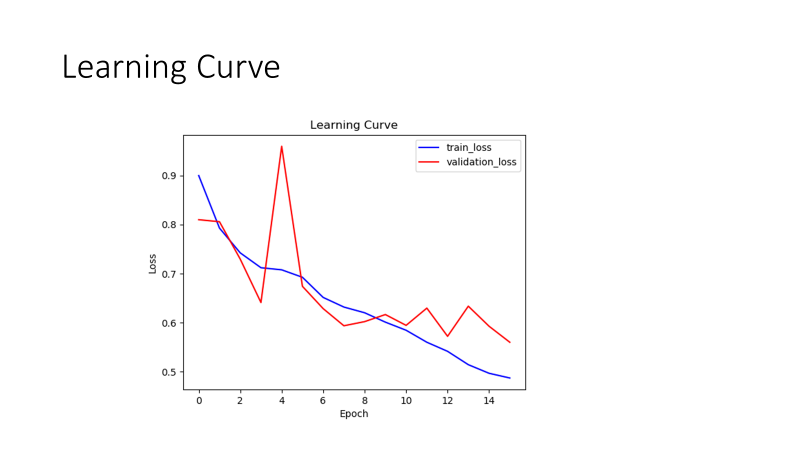 Learning Curve
Learning Curve
train_loss
validation_loss
0.9
0.8
0.7
0.6
0.5
Loss
0 2 4 6 8 10 12 14
Epoch